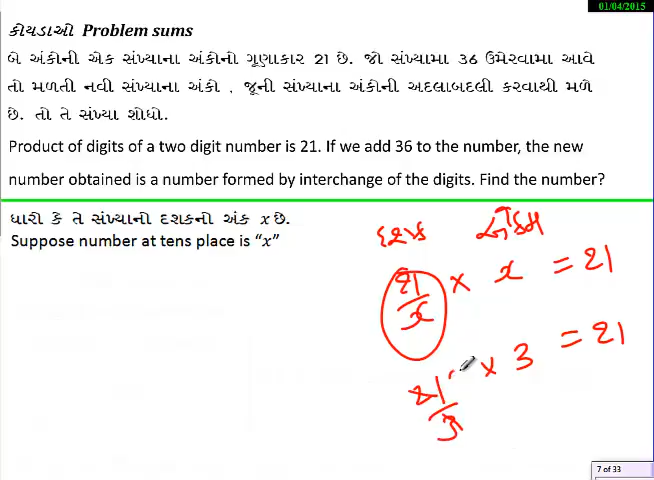 01/04/2015
કોયડાઓ Problem sums
બે અંકોની એક સંખ્યાના અંકોનો ગૂણાકાર 21 છે. જો સંખ્યામા 36 ઉમેરવામા આવે
તો મળતી નવી સંખ્યાના અંકો , જૂની સંખ્યાના અંકોની અદલાબદલી કરવાથી મળે
છે. તો તે સંખ્યા શોધો.
Product of digits of a two digit number is 21. If we add 36 to the number, the new
number obtained is a number formed by interchange of the digits. Find the number?
ધારો કે તે સંખ્યાનો દશકનો અંક x છે.
Suppose number at tens place is “x”
દશક એકમ
21/x × x = 21
21/3 × 3 = 21
7 of 33